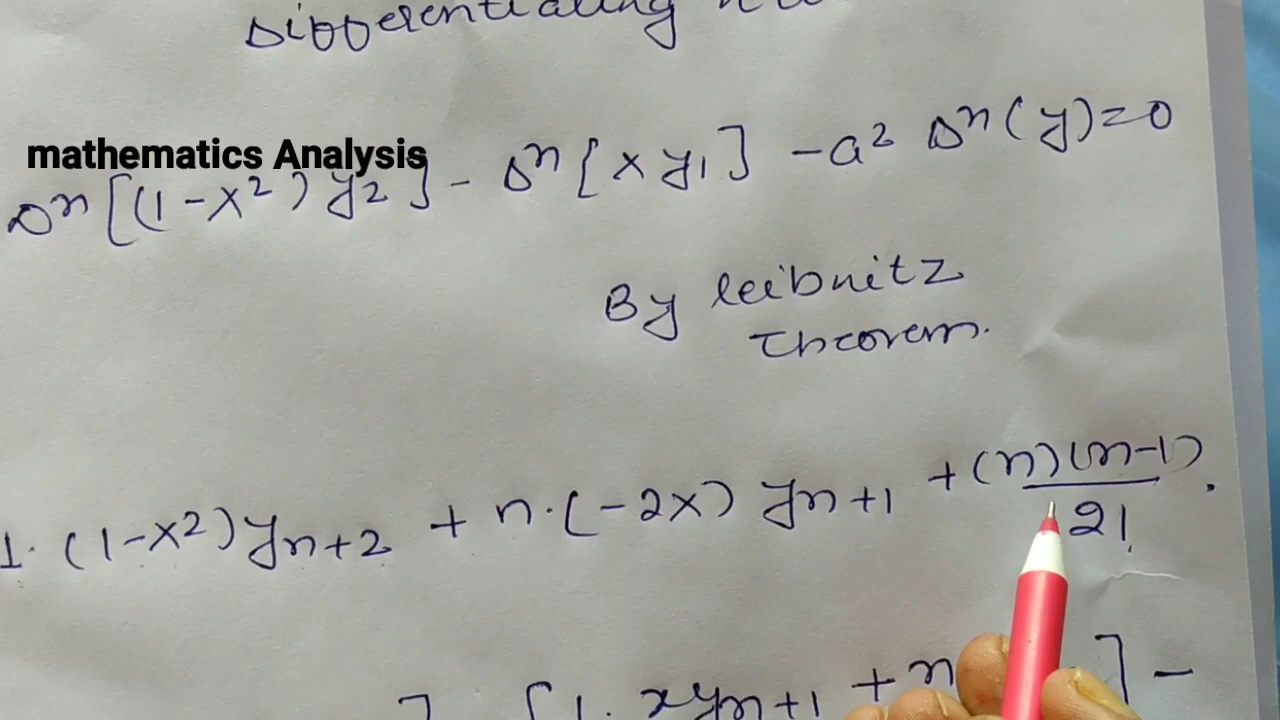 Differentiating n
mathematics Analysis
Dⁿ[(1-x²)y₂] - Dⁿ[xy₁] - a² Dⁿ(y)=0
By leibnitz
Theorem.
1. (1-x²)yₙ₊₂ + n.(-2x) yₙ₊₁ + (n)(n-1)/2! .
] [1. xyₙ₊₁ + n ] -